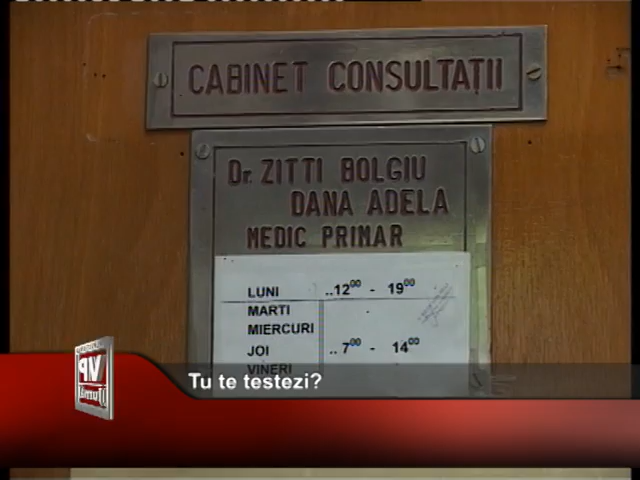 CABINET CONSULTAȚII
Dr. ZITTI BOLGIU
DANA ADELA
MEDIC PRIMAR
LUNI ..12⁰⁰ - 19⁰⁰
MARTI
MIERCURI
JOI .. 7⁰⁰ - 14⁰⁰
VINERI
Tu te testezi?